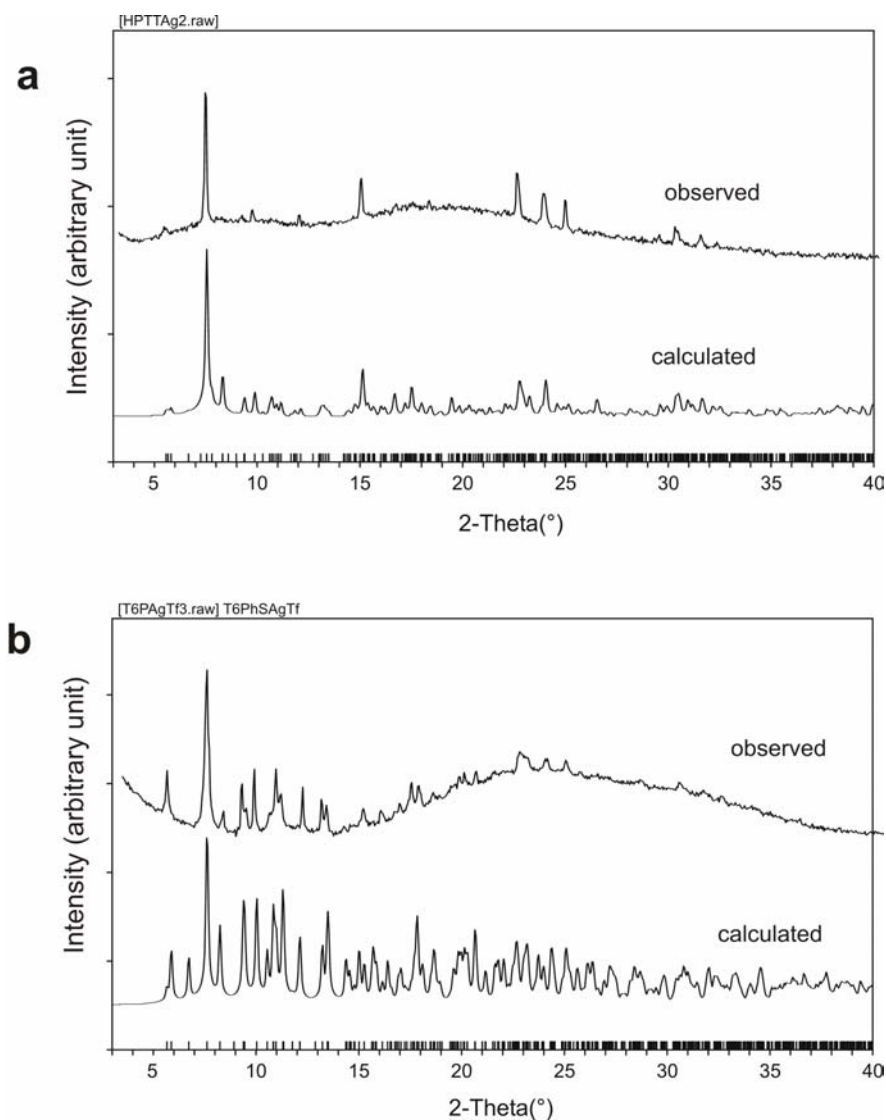 [HPTTAg2.raw]
a
Intensity (arbitrary unit)
observed
calculated
5 10 15 20 25 30 35 40
2-Theta(°)
[T6PAgTf3.raw] T6PhSAgTf
b
Intensity (arbitrary unit)
observed
calculated
5 10 15 20 25 30 35 40
2-Theta(°)